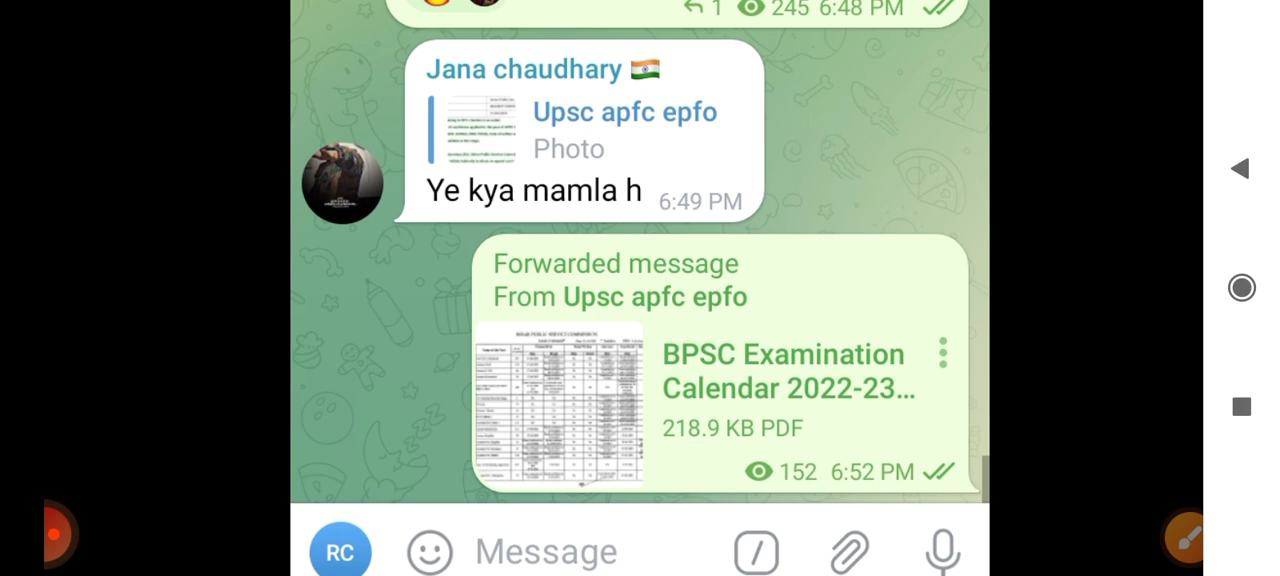 1 245 6:48 PM
Jana chaudhary 🇮🇳
Upsc apfc epfo
Photo
Ye kya mamla h 6:49 PM
Forwarded message
From Upsc apfc epfo
BPSC Examination
Calendar 2022-23...
218.9 KB PDF
152 6:52 PM
RC Message